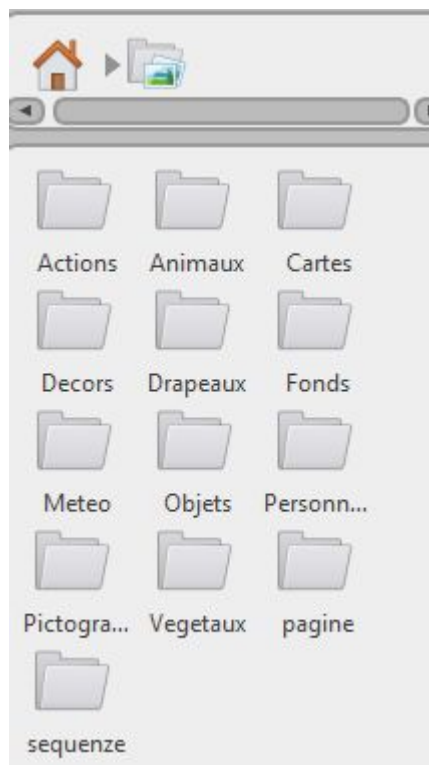 Actions Animaux Cartes
Decors Drapeaux Fonds
Meteo Objets Personn...
Pictogra... Vegetaux pagine
sequenze